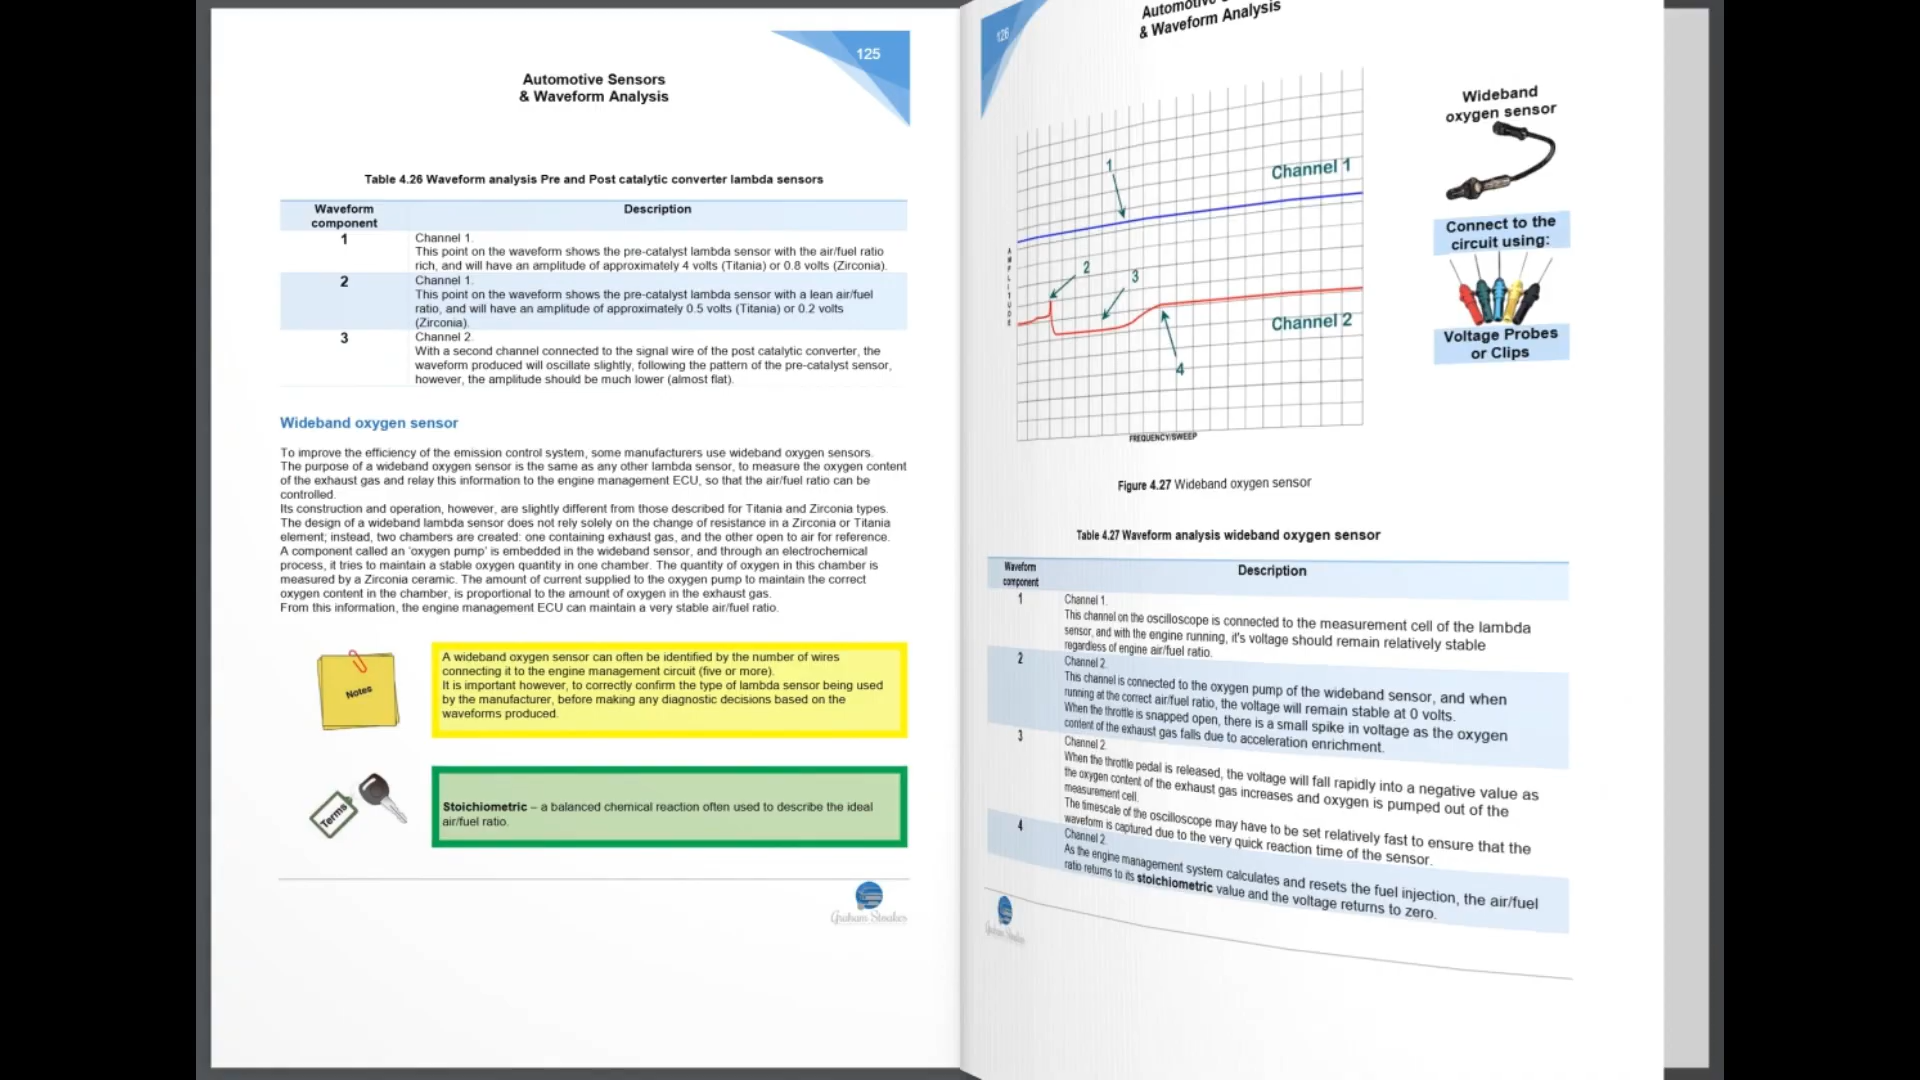 125
Automotive Sensors
& Waveform Analysis
Table 4.26 Waveform analysis Pre and Post catalytic converter lambda sensors
Waveform
component
Description
1
Channel 1.
This point on the waveform shows the pre-catalyst lambda sensor with the air/fuel ratio
rich, and will have an amplitude of approximately 4 volts (Titania) or 0.8 volts (Zirconia).
2
Channel 1.
This point on the waveform shows the pre-catalyst lambda sensor with a lean air/fuel
ratio, and will have an amplitude of approximately 0.5 volts (Titania) or 0.2 volts
(Zirconia).
3
Channel 2.
With a second channel connected to the signal wire of the post catalytic converter, the
waveform produced will oscillate slightly, following the pattern of the pre-catalyst sensor,
however, the amplitude should be much lower (almost flat).
Wideband oxygen sensor
To improve the efficiency of the emission control system, some manufacturers use wideband oxygen sensors.
The purpose of a wideband oxygen sensor is the same as any other lambda sensor, to measure the oxygen content
of the exhaust gas and relay this information to the engine management ECU, so that the air/fuel ratio can be
controlled.
Its construction and operation, however, are slightly different from those described for Titania and Zirconia types.
The design of a wideband lambda sensor does not rely solely on the change of resistance in a Zirconia or Titania
element; instead, two chambers are created: one containing exhaust gas, and the other open to air for reference.
A component called an 'oxygen pump' is embedded in the wideband sensor, and through an electrochemical
process, it tries to maintain a stable oxygen quantity in one chamber. The quantity of oxygen in this chamber is
measured by a Zirconia ceramic. The amount of current supplied to the oxygen pump to maintain the correct
oxygen content in the chamber, is proportional to the amount of oxygen in the exhaust gas.
From this information, the engine management ECU can maintain a very stable air/fuel ratio.
Notes
A wideband oxygen sensor can often be identified by the number of wires
connecting it to the engine management circuit (five or more).
It is important however, to correctly confirm the type of lambda sensor being used
by the manufacturer, before making any diagnostic decisions based on the
waveforms produced.
Terms
Stoichiometric – a balanced chemical reaction often used to describe the ideal
air/fuel ratio.
Graham Stoakes
126
Automotive
& Waveform Analysis
1
Channel 1
2
3
Channel 2
4
AMPLITUDE
FREQUENCY/SWEEP
Wideband
oxygen sensor
Connect to the
circuit using:
Voltage Probes
or Clips
Figure 4.27 Wideband oxygen sensor
Table 4.27 Waveform analysis wideband oxygen sensor
Waveform
component
Description
1
Channel 1.
This channel on the oscilloscope is connected to the measurement cell of the lambda
sensor, and with the engine running, it's voltage should remain relatively stable
regardless of engine air/fuel ratio.
2
Channel 2.
This channel is connected to the oxygen pump of the wideband sensor, and when
running at the correct air/fuel ratio, the voltage will remain stable at 0 volts.
When the throttle is snapped open, there is a small spike in voltage as the oxygen
content of the exhaust gas falls due to acceleration enrichment.
3
Channel 2.
When the throttle pedal is released, the voltage will fall rapidly into a negative value as
the oxygen content of the exhaust gas increases and oxygen is pumped out of the
measurement cell.
The timescale of the oscilloscope may have to be set relatively fast to ensure that the
waveform is captured due to the very quick reaction time of the sensor.
4
Channel 2.
As the engine management system calculates and resets the fuel injection, the air/fuel
ratio returns to its stoichiometric value and the voltage returns to zero.
Graham Stoakes